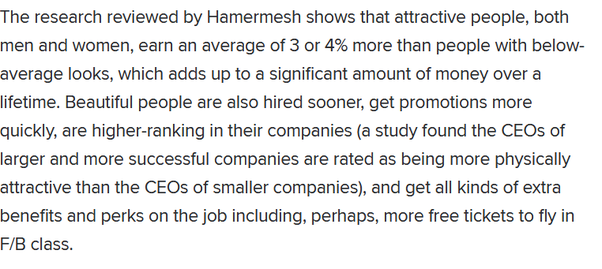 The research reviewed by Hamermesh shows that attractive people, both
men and women, earn an average of 3 or 4% more than people with below-
average looks, which adds up to a significant amount of money over a
lifetime. Beautiful people are also hired sooner, get promotions more
quickly, are higher-ranking in their companies (a study found the CEOs of
larger and more successful companies are rated as being more physically
attractive than the CEOs of smaller companies), and get all kinds of extra
benefits and perks on the job including, perhaps, more free tickets to fly in
F/B class.